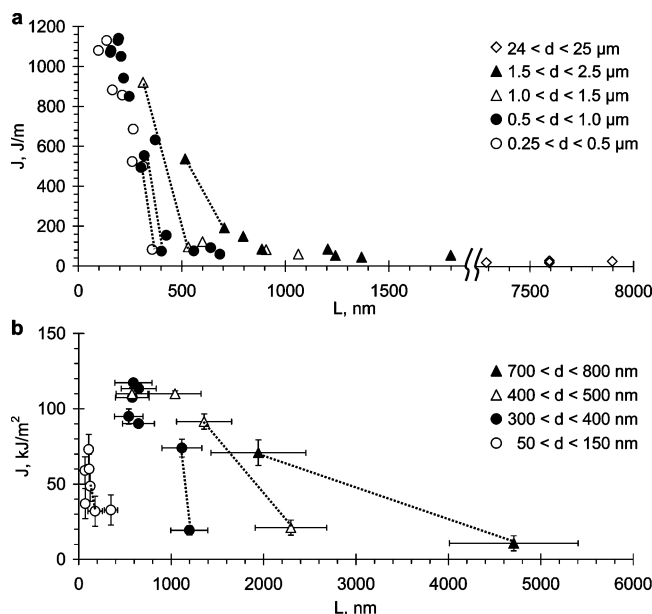 a
1200
1000
800
600
400
200
0
J, J/m
24 < d < 25 μm
1.5 < d < 2.5 μm
1.0 < d < 1.5 μm
0.5 < d < 1.0 μm
0.25 < d < 0.5 μm
0 500 1000 1500 7500 8000
L, nm
b
150
100
50
0
J, kJ/m²
700 < d < 800 nm
400 < d < 500 nm
300 < d < 400 nm
50 < d < 150 nm
0 1000 2000 3000 4000 5000 6000
L, nm